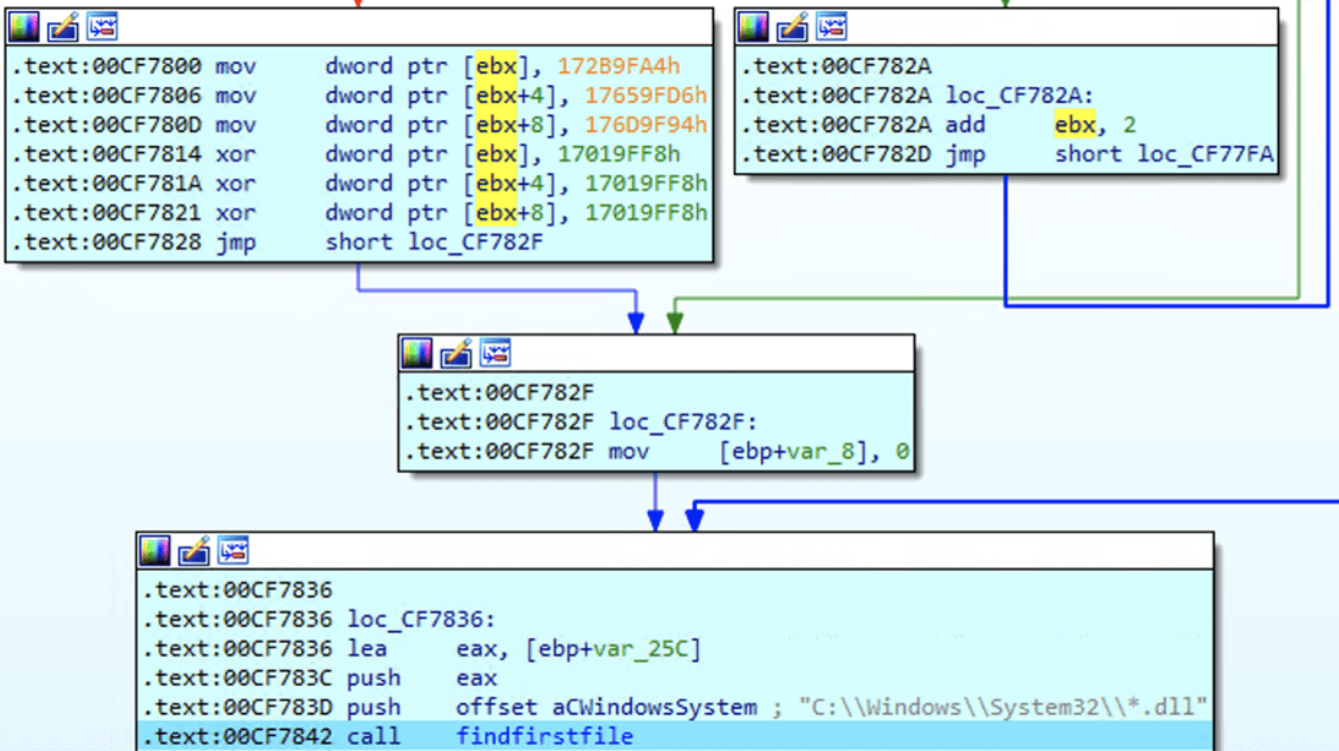 .text:00CF7800 mov dword ptr [ebx], 172B9FA4h
.text:00CF7806 mov dword ptr [ebx+4], 17659FD6h
.text:00CF780D mov dword ptr [ebx+8], 176D9F94h
.text:00CF7814 xor dword ptr [ebx], 17019FF8h
.text:00CF781A xor dword ptr [ebx+4], 17019FF8h
.text:00CF7821 xor dword ptr [ebx+8], 17019FF8h
.text:00CF7828 jmp short loc_CF782F
.text:00CF782A
.text:00CF782A loc_CF782A:
.text:00CF782A add ebx, 2
.text:00CF782D jmp short loc_CF77FA
.text:00CF782F
.text:00CF782F loc_CF782F:
.text:00CF782F mov [ebp+var_8], 0
.text:00CF7836
.text:00CF7836 loc_CF7836:
.text:00CF7836 lea eax, [ebp+var_25C]
.text:00CF783C push eax
.text:00CF783D push offset aCWindowsSystem ; "C:\\Windows\\System32\\*.dll"
.text:00CF7842 call findfirstfile